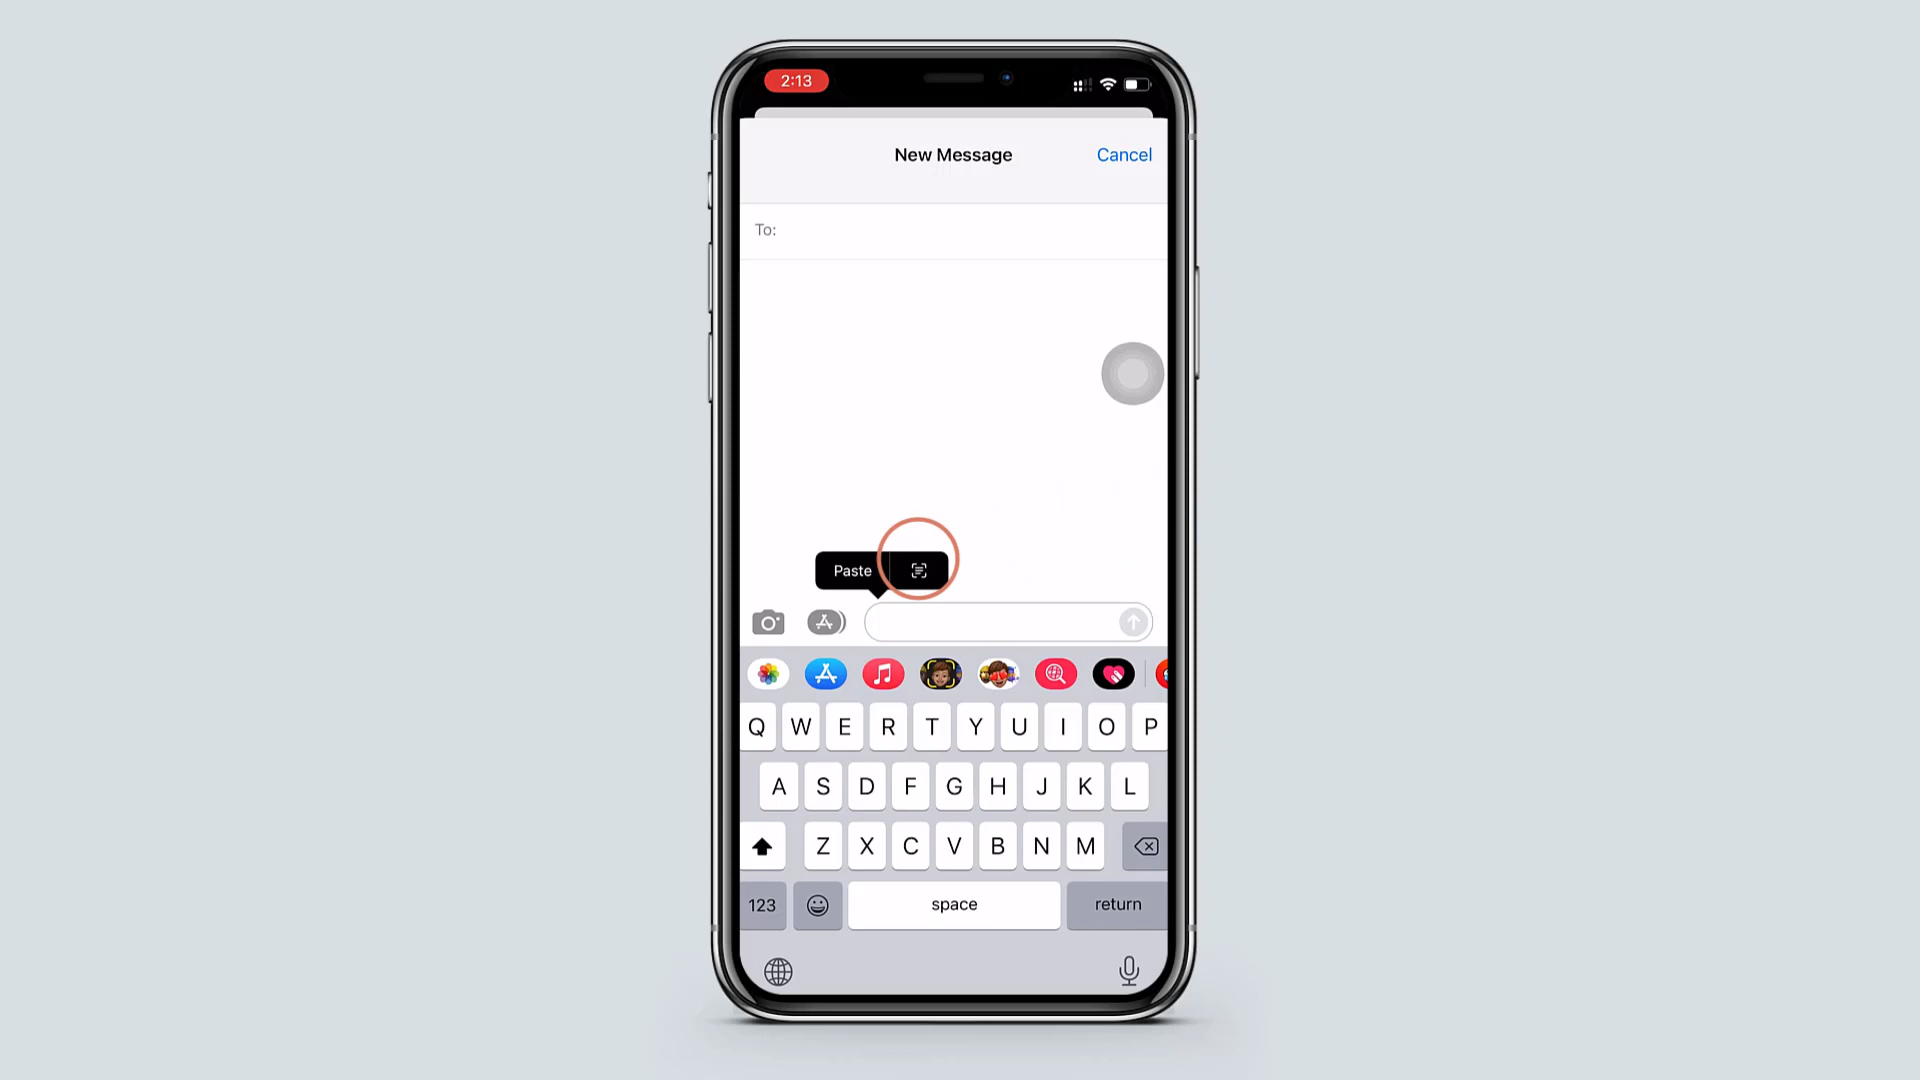 2:13
New Message Cancel
To:
Paste
Q W E R T Y U I O P
A S D F G H J K L
Z X C V B N M
123 space return